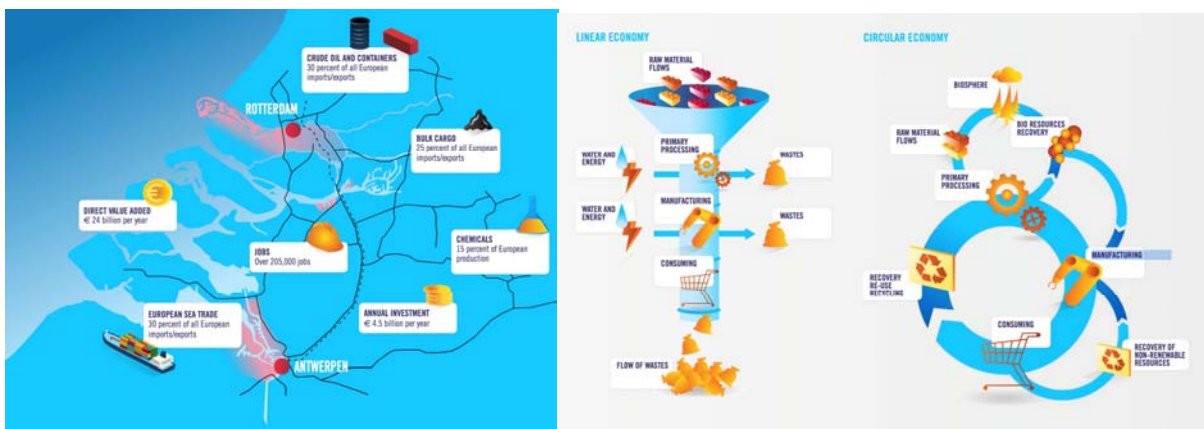 CRUDE OIL AND CONTAINERS
30 percent of all European
imports/exports
ROTTERDAM
BULK CARGO
25 percent of all European
imports/exports
DIRECT VALUE ADDED
€ 24 billion per year
JOBS
Over 205,000 jobs
CHEMICALS
15 percent of European
production
EUROPEAN SEA TRADE
30 percent of all European
imports/exports
ANNUAL INVESTMENT
€ 4.5 billion per year
ANTWERPEN
LINEAR ECONOMY
RAW MATERIAL
FLOWS
PRIMARY
PROCESSING
WATER AND
ENERGY
WASTES
MANUFACTURING
WATER AND
ENERGY
WASTES
CONSUMING
FLOW OF WASTES
CIRCULAR ECONOMY
BIOSPHERE
BIO RESOURCES
RECOVERY
RAW MATERIAL
FLOWS
PRIMARY
PROCESSING
MANUFACTURING
RECOVERY
RE-USE
RECYCLING
CONSUMING
RECOVERY OF
NON-RENEWABLE
RESOURCES